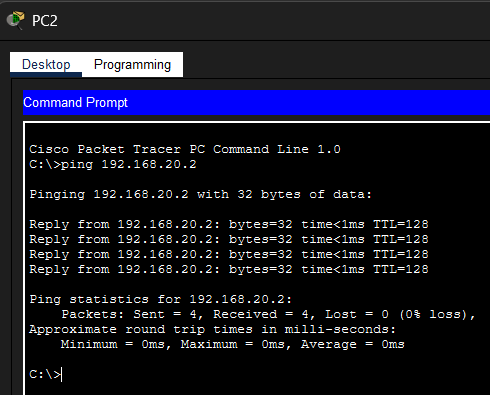 PC2
Desktop Programming
Command Prompt
Cisco Packet Tracer PC Command Line 1.0
C:\>ping 192.168.20.2
Pinging 192.168.20.2 with 32 bytes of data:
Reply from 192.168.20.2: bytes=32 time<1ms TTL=128
Reply from 192.168.20.2: bytes=32 time<1ms TTL=128
Reply from 192.168.20.2: bytes=32 time<1ms TTL=128
Reply from 192.168.20.2: bytes=32 time<1ms TTL=128
Ping statistics for 192.168.20.2:
Packets: Sent = 4, Received = 4, Lost = 0 (0% loss),
Approximate round trip times in milli-seconds:
Minimum = 0ms, Maximum = 0ms, Average = 0ms
C:\>